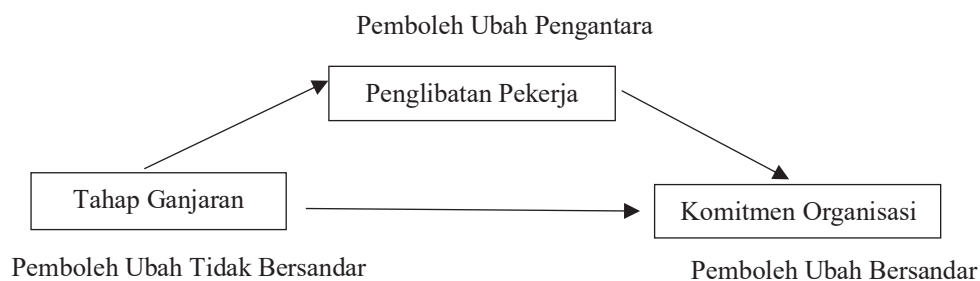 Pemboleh Ubah Pengantara
Penglibatan Pekerja
Tahap Ganjaran
Komitmen Organisasi
Pemboleh Ubah Tidak Bersandar
Pemboleh Ubah Bersandar